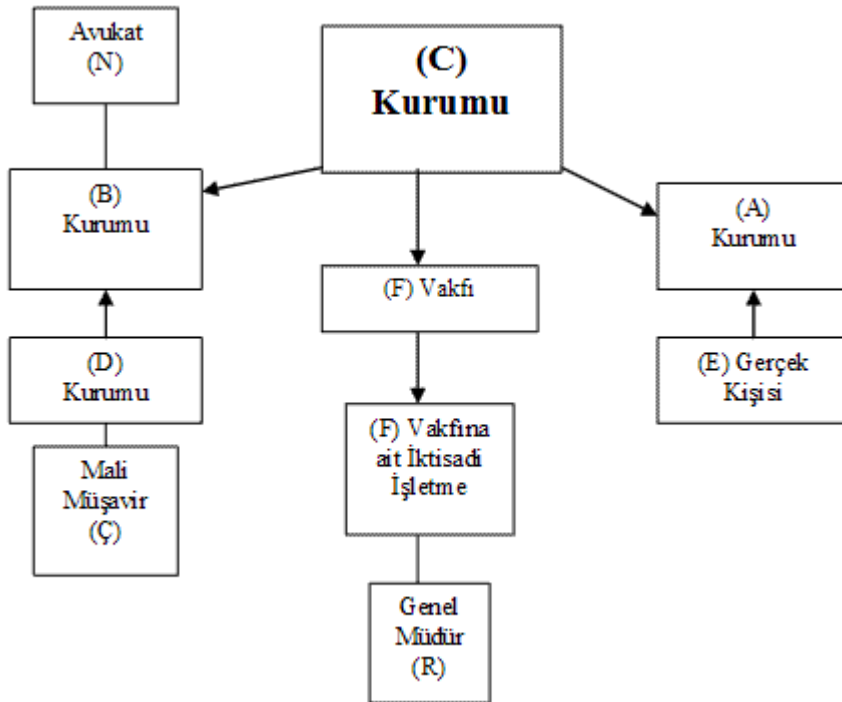 Avukat
(N)
(C)
Kurumu
(B)
Kurumu
(A)
Kurumu
(F) Vakfı
(D)
Kurumu
(E) Gerçek
Kişisi
(F) Vakfına
ait İktisadi
İşletme
Mali
Müşavir
(Ç)
Genel
Müdür
(R)